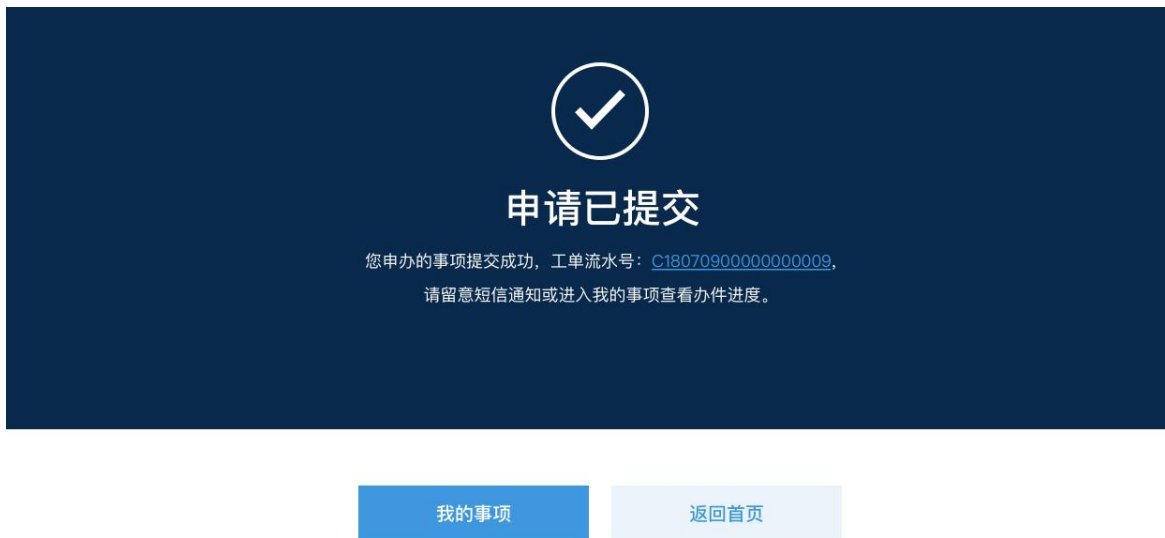 申请已提交
您申办的事项提交成功，工单流水号：C18070900000000009,
请留意短信通知或进入我的事项查看办件进度。
我的事项
返回首页